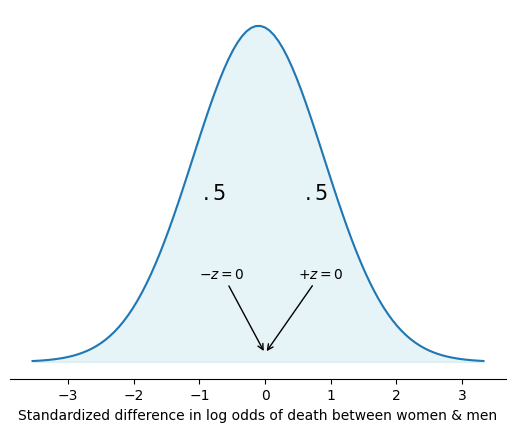 .5 .5
−z = 0 +z = 0
−3 −2 −1 0 1 2 3
Standardized difference in log odds of death between women & men